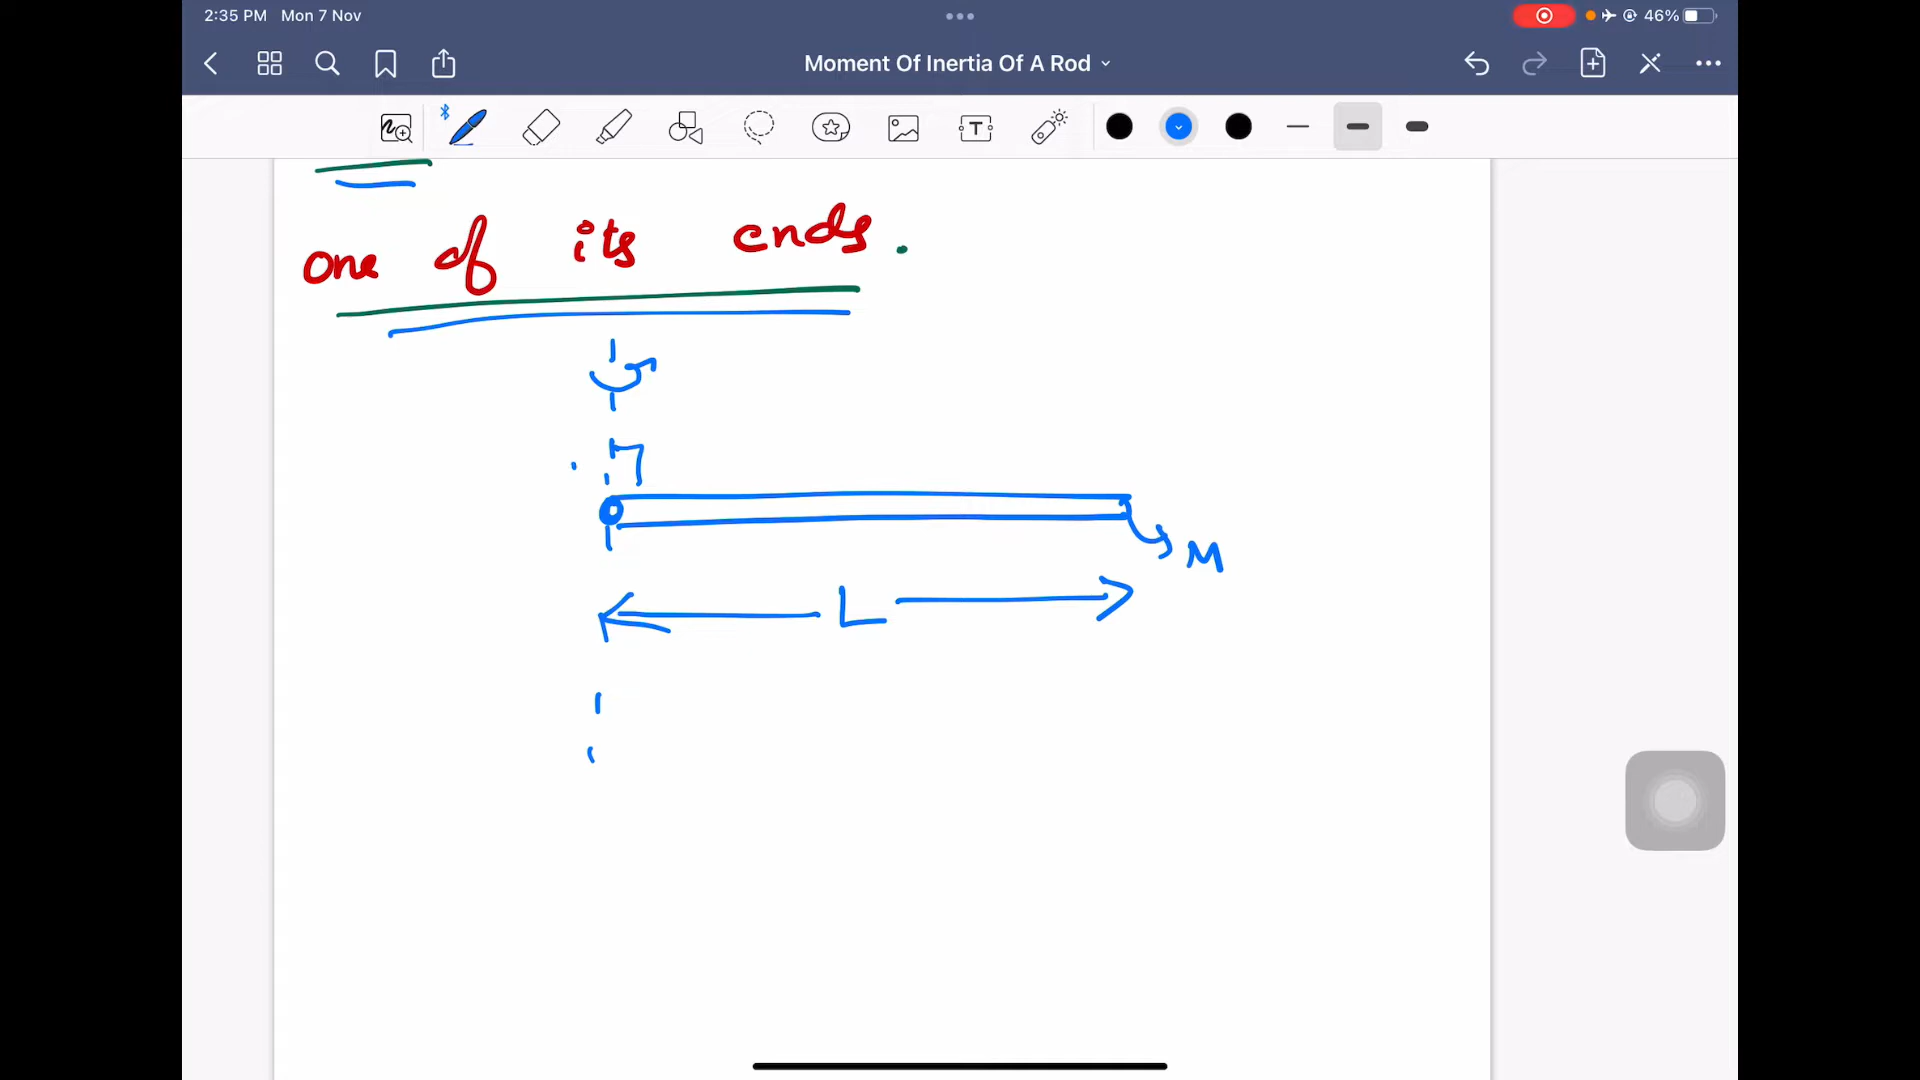 2:35 PM Mon 7 Nov
46%
Moment Of Inertia Of A Rod
T
one of its ends.
M
L